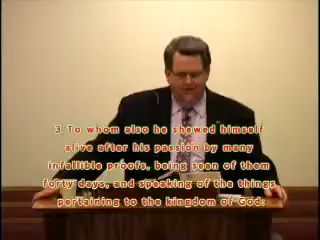 3 To whom also he shewed himself
alive after his passion by many
infallible proofs, being seen of them
forty days, and speaking of the things
pertaining to the kingdom of God: